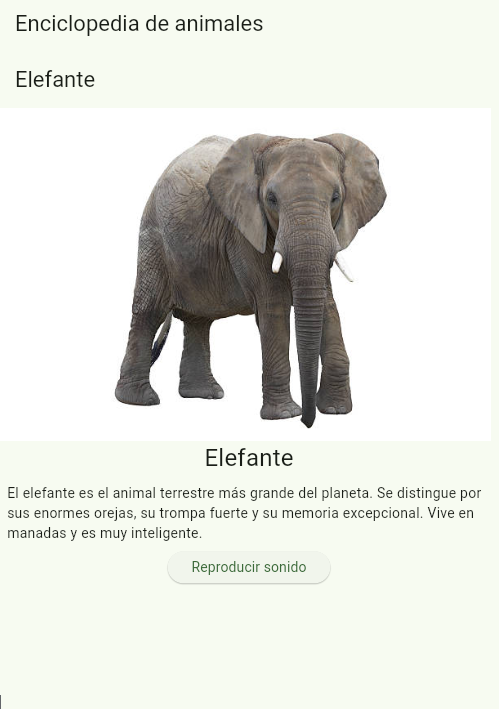 Enciclopedia de animales
Elefante
Elefante
El elefante es el animal terrestre más grande del planeta. Se distingue por
sus enormes orejas, su trompa fuerte y su memoria excepcional. Vive en
manadas y es muy inteligente.
Reproducir sonido